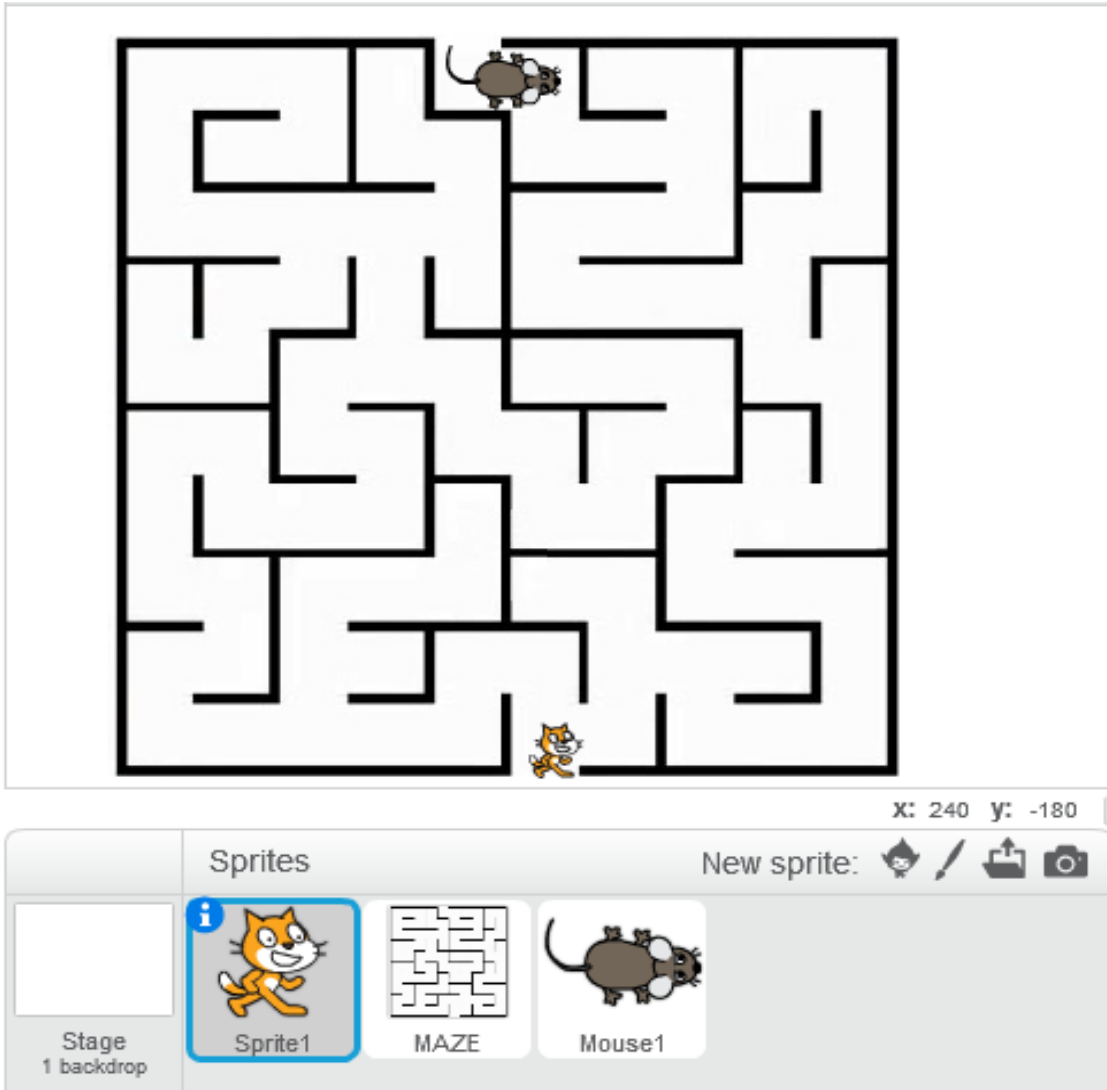 x: 240 y: -180
Sprites
New sprite:
Stage
1 backdrop
Sprite1
MAZE
Mouse1